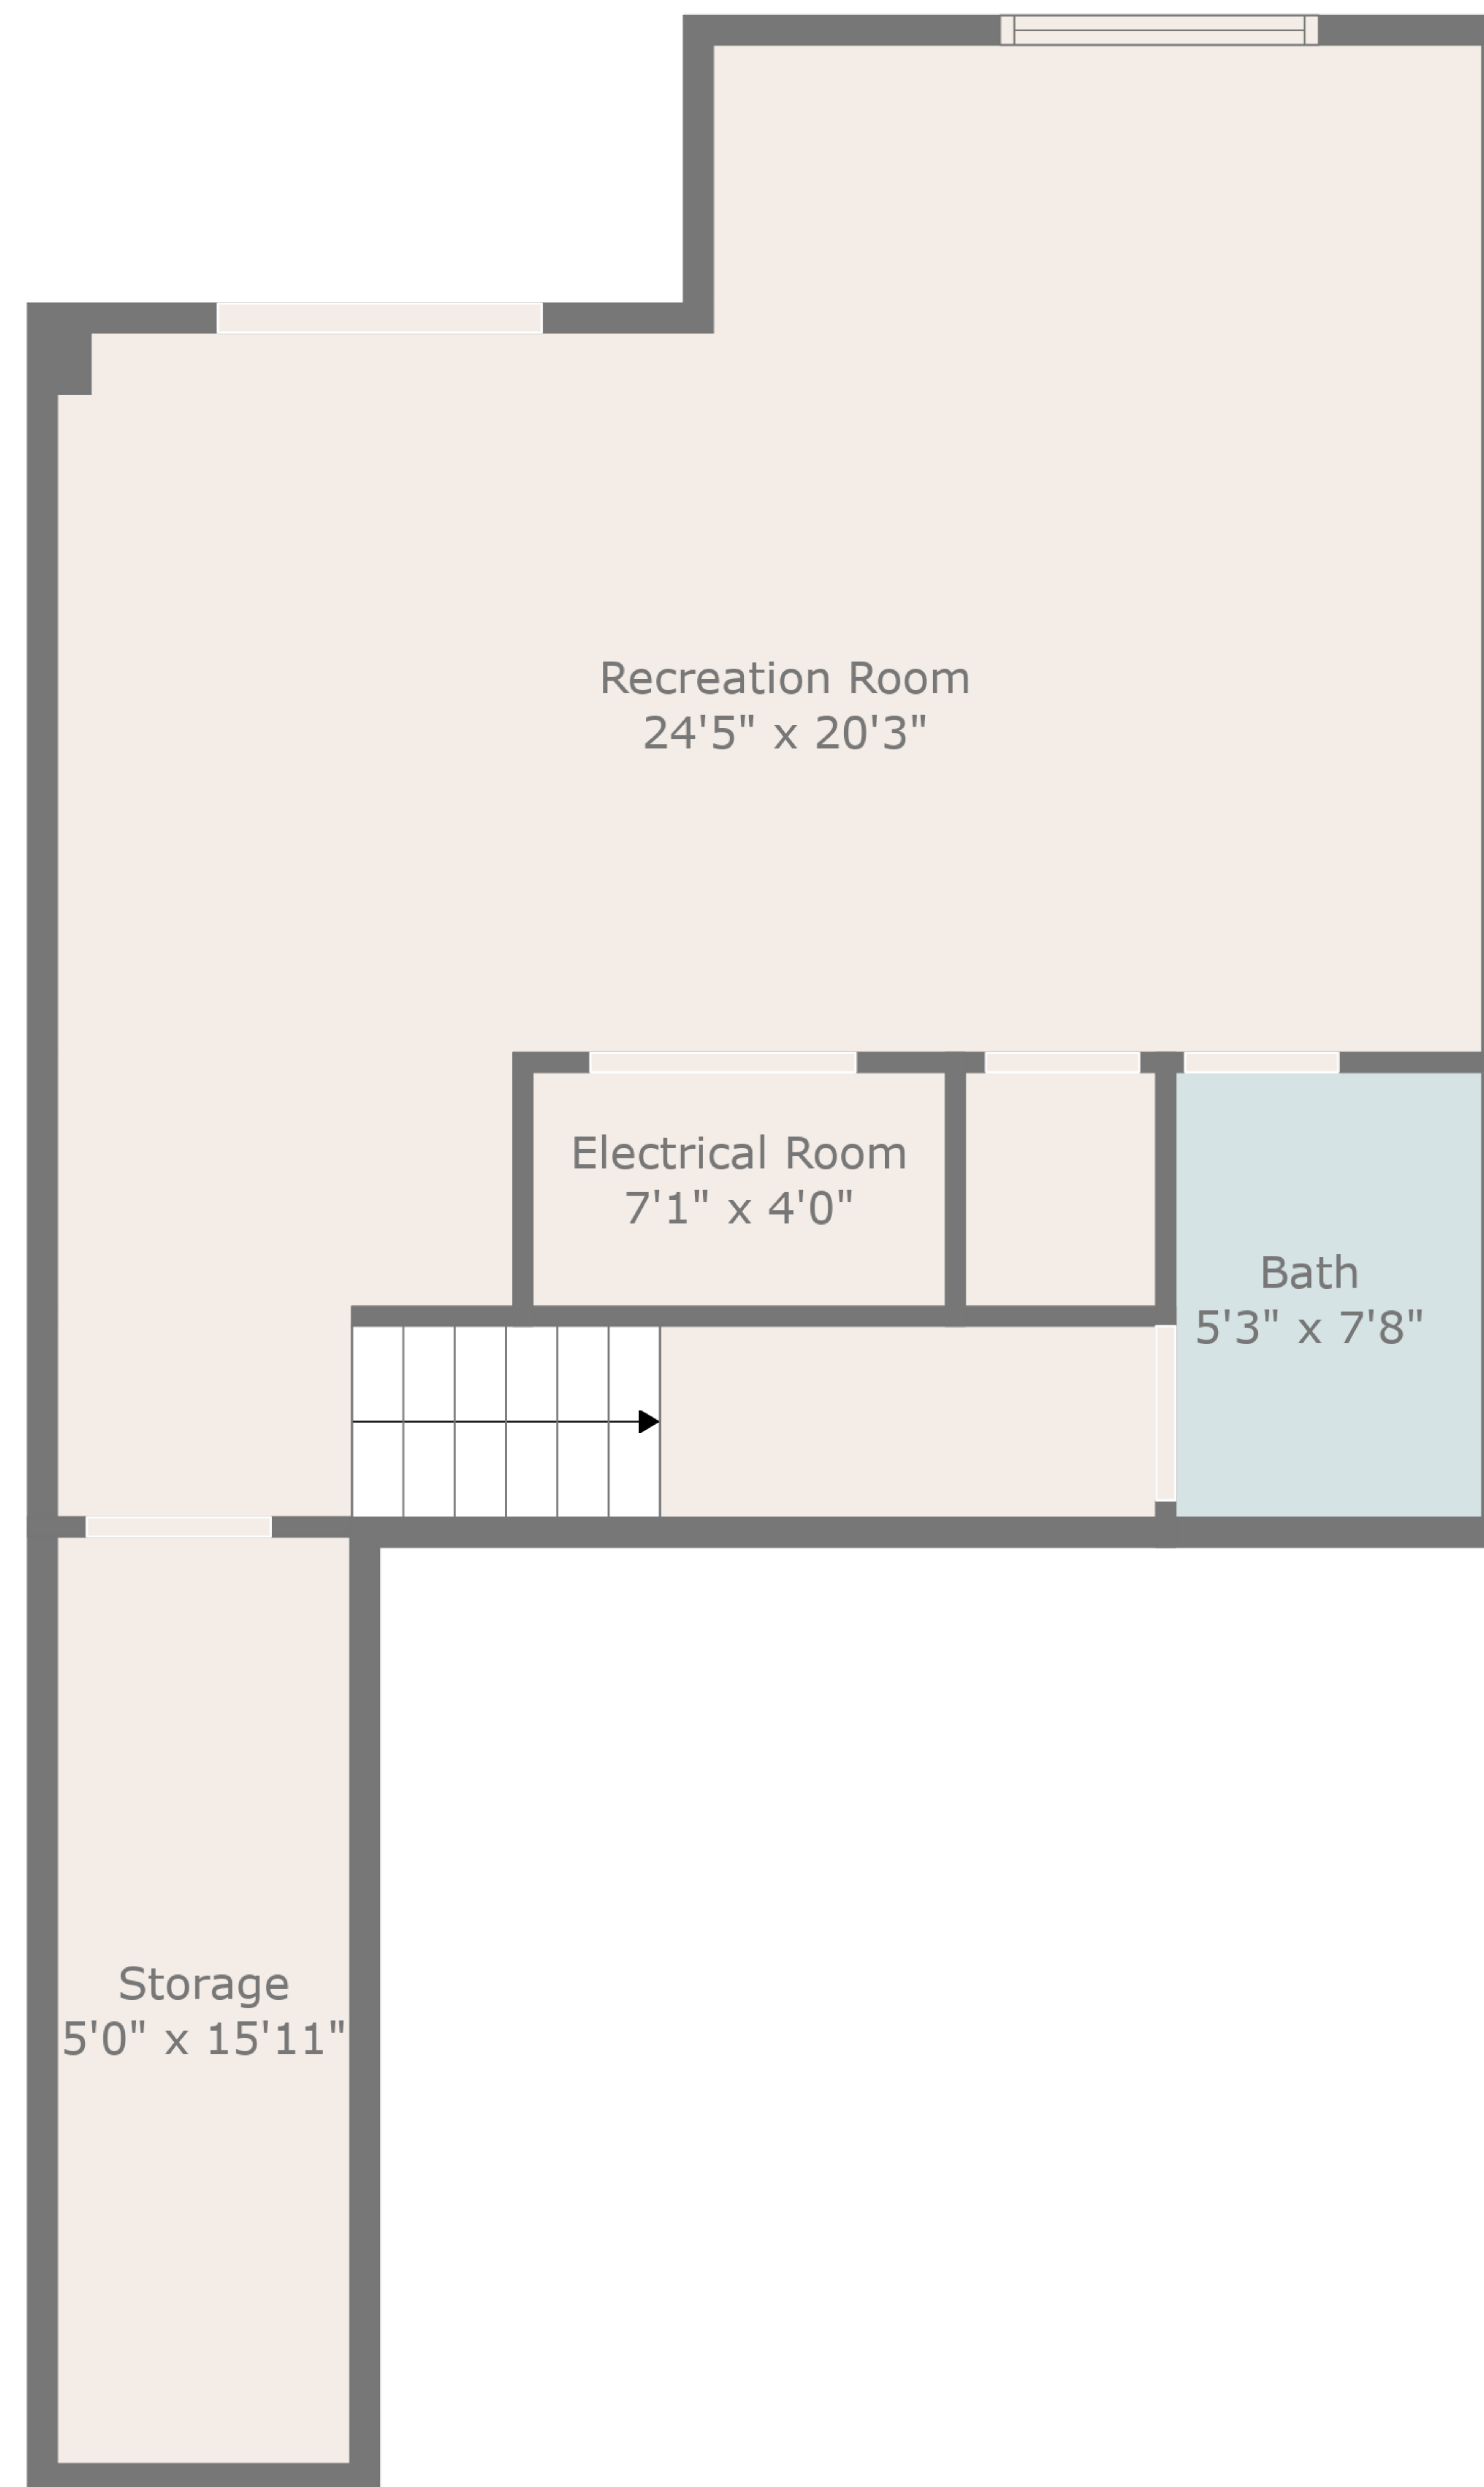 Recreation Room
24'5" x 20'3"
Electrical Room
7'1" x 4'0"
Bath
5'3" x 7'8"
Storage
5'0" x 15'11"